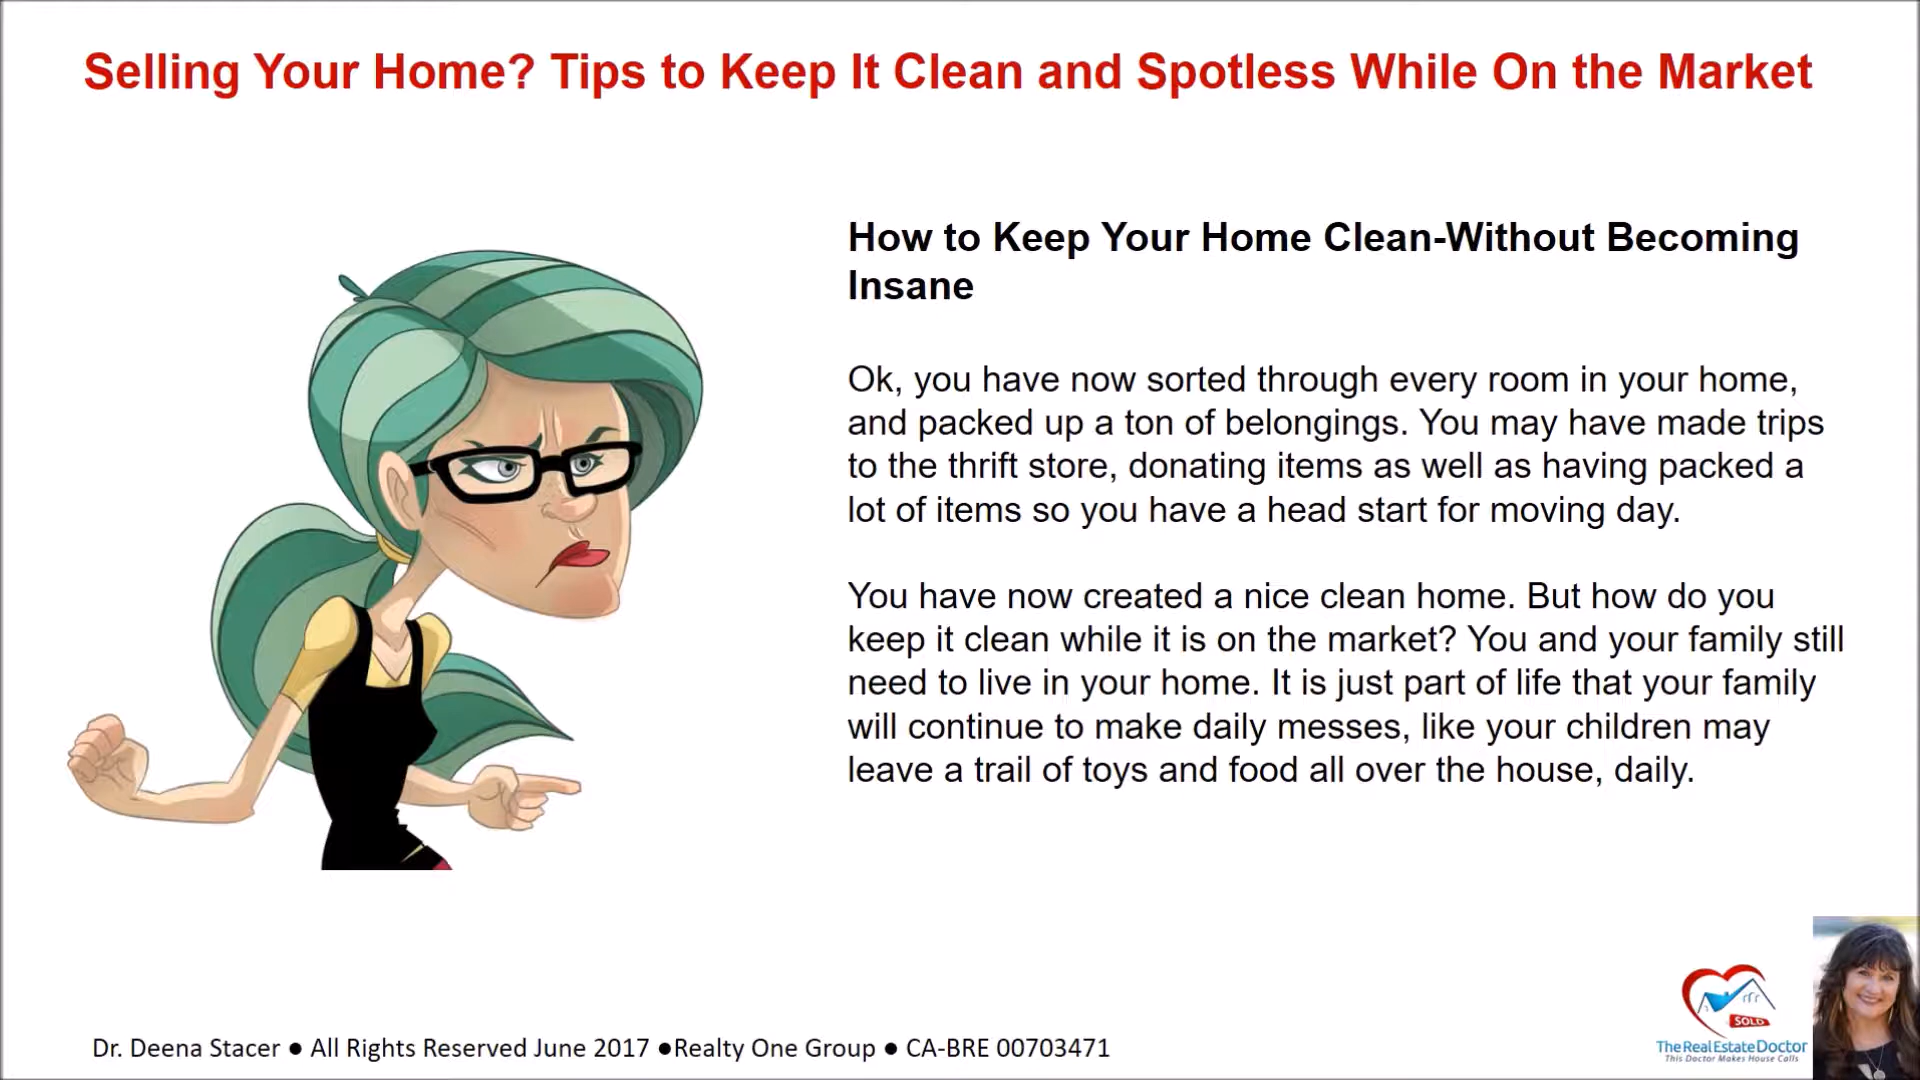 Selling Your Home? Tips to Keep It Clean and Spotless While On the Market
How to Keep Your Home Clean-Without Becoming
Insane
Ok, you have now sorted through every room in your home,
and packed up a ton of belongings. You may have made trips
to the thrift store, donating items as well as having packed a
lot of items so you have a head start for moving day.
You have now created a nice clean home. But how do you
keep it clean while it is on the market? You and your family still
need to live in your home. It is just part of life that your family
will continue to make daily messes, like your children may
leave a trail of toys and food all over the house, daily.
SOLD
TheRealEstateDoctor
This Doctor Makes House Calls
Dr. Deena Stacer ● All Rights Reserved June 2017 ●Realty One Group ● CA-BRE 00703471